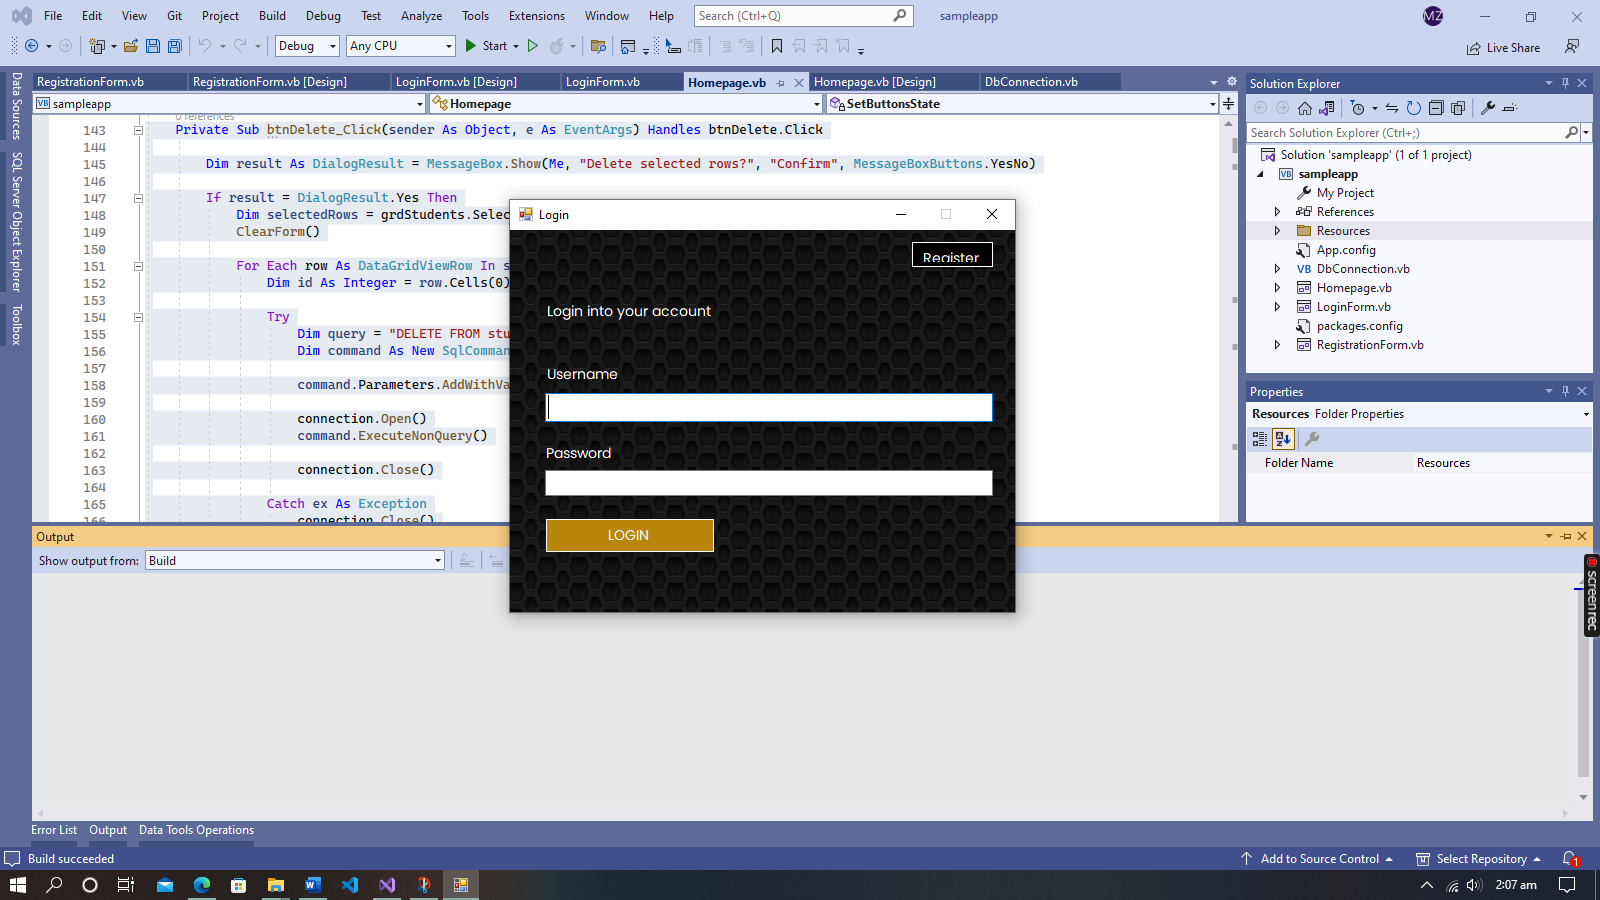 File Edit View Git Project Build Debug Test Analyze Tools Extensions Window Help Search (Ctrl+Q) sampleapp MZ
Debug Any CPU Start Live Share
Data Sources
SQL Server Object Explorer
Toolbox
RegistrationForm.vb RegistrationForm.vb [Design] LoginForm.vb [Design] LoginForm.vb Homepage.vb Homepage.vb [Design] DbConnection.vb
VB sampleapp Homepage SetButtonsState
0 references
143 Private Sub btnDelete_Click(sender As Object, e As EventArgs) Handles btnDelete.Click
144
145 Dim result As DialogResult = MessageBox.Show(Me, "Delete selected rows?", "Confirm", MessageBoxButtons.YesNo)
146
147 If result = DialogResult.Yes Then
148 Dim selectedRows = grdStudents.Selec
149 ClearForm()
150
151 For Each row As DataGridViewRow In s
152 Dim id As Integer = row.Cells(0)
153
154 Try
155 Dim query = "DELETE FROM stu
156 Dim command As New SqlComman
157
158 command.Parameters.AddWithVa
159
160 connection.Open()
161 command.ExecuteNonQuery()
162
163 connection.Close()
164
165 Catch ex As Exception
166 connection.Close()
Login
Register
Login into your account
Username
Password
LOGIN
Solution Explorer
Search Solution Explorer (Ctrl+;)
Solution 'sampleapp' (1 of 1 project)
VB sampleapp
My Project
References
Resources
App.config
VB DbConnection.vb
Homepage.vb
LoginForm.vb
packages.config
RegistrationForm.vb
Properties
Resources Folder Properties
Folder Name Resources
Output
Show output from: Build
screenrec
Error List Output Data Tools Operations
Build succeeded Add to Source Control Select Repository 1
2:07 am